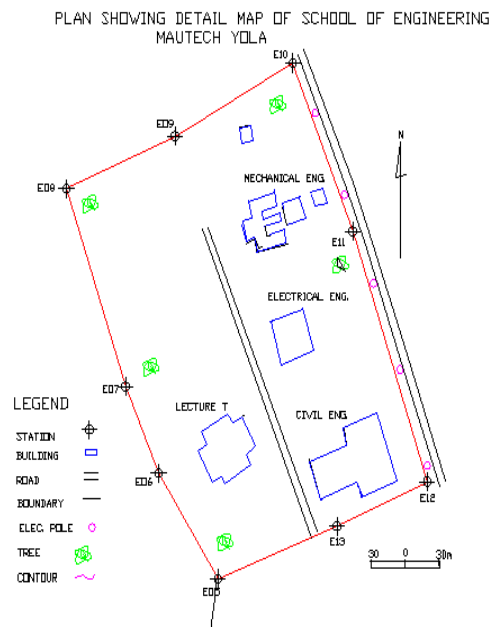 PLAN SHOWING DETAIL MAP OF SCHOOL OF ENGINEERING
MAUTECH YOLA
E10
E09
N
E08
MECHANICAL ENG.
E11
ELECTRICAL ENG.
E07
LEGEND
LECTURE T
CIVIL ENG
STATION
BUILDING
E06
ROAD
E12
BOUNDARY
ELEC. POLE
E13
TREE
30 0 30m
CONTOUR
E05